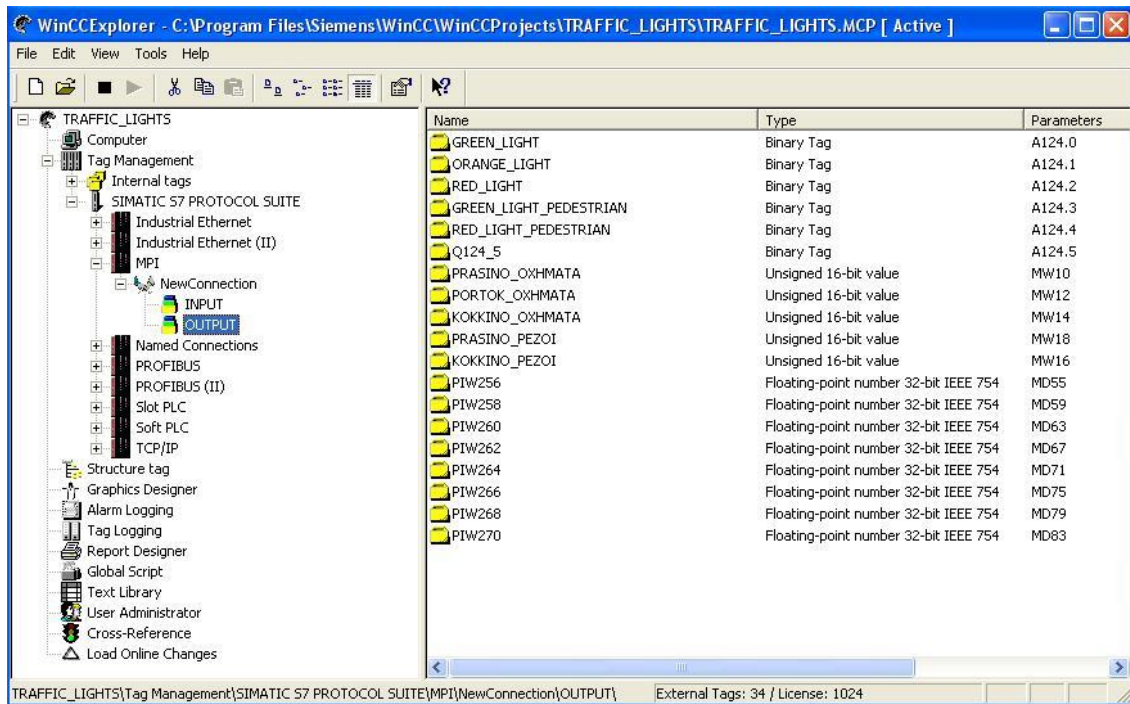 WinCCExplorer - C:\Program Files\Siemens\WinCC\WinCCProjects\TRAFFIC_LIGHTS\TRAFFIC_LIGHTS.MCP [ Active ]
File Edit View Tools Help
TRAFFIC_LIGHTS
Computer
Tag Management
Internal tags
SIMATIC S7 PROTOCOL SUITE
Industrial Ethernet
Industrial Ethernet (II)
MPI
NewConnection
INPUT
OUTPUT
Named Connections
PROFIBUS
PROFIBUS (II)
Slot PLC
Soft PLC
TCP/IP
Structure tag
Graphics Designer
Alarm Logging
Tag Logging
Report Designer
Global Script
Text Library
User Administrator
Cross-Reference
Load Online Changes
Name Type Parameters
GREEN_LIGHT Binary Tag A124.0
ORANGE_LIGHT Binary Tag A124.1
RED_LIGHT Binary Tag A124.2
GREEN_LIGHT_PEDESTRIAN Binary Tag A124.3
RED_LIGHT_PEDESTRIAN Binary Tag A124.4
Q124_5 Binary Tag A124.5
PRASINO_OXHMATA Unsigned 16-bit value MW10
PORTOK_OXHMATA Unsigned 16-bit value MW12
KOKKINO_OXHMATA Unsigned 16-bit value MW14
PRASINO_PEZOI Unsigned 16-bit value MW18
KOKKINO_PEZOI Unsigned 16-bit value MW16
PIW256 Floating-point number 32-bit IEEE 754 MD55
PIW258 Floating-point number 32-bit IEEE 754 MD59
PIW260 Floating-point number 32-bit IEEE 754 MD63
PIW262 Floating-point number 32-bit IEEE 754 MD67
PIW264 Floating-point number 32-bit IEEE 754 MD71
PIW266 Floating-point number 32-bit IEEE 754 MD75
PIW268 Floating-point number 32-bit IEEE 754 MD79
PIW270 Floating-point number 32-bit IEEE 754 MD83
TRAFFIC_LIGHTS\Tag Management\SIMATIC S7 PROTOCOL SUITE\MPI\NewConnection\OUTPUT\ External Tags: 34 / License: 1024